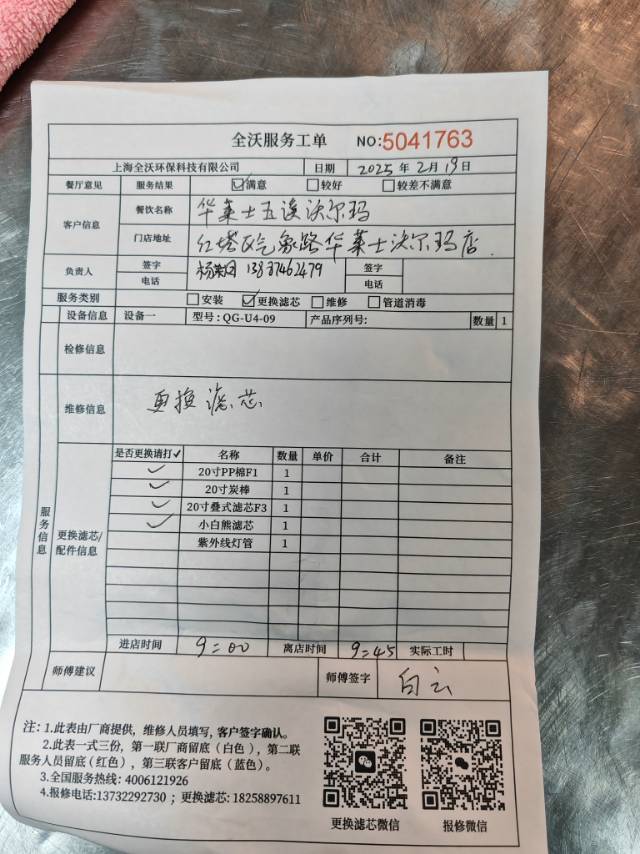 全沃服务工单 NO:5041763
上海全沃环保科技有限公司 日期 2025年2月19日
餐厅意见 服务结果 ☑满意 □较好 □较差不满意
客户信息 餐饮名称 华莱士五谈沃尔玛
门店地址 红塔区气象路华莱士沃尔玛店.
负责人 签字 电话 13837462479 签字 电话
服务类别 □安装 ☑更换滤芯 □维修 □管道消毒
设备信息 设备一 型号:QG-U4-09 产品序列号: 数量 1
检修信息
维修信息 更换滤芯
服务信息
更换滤芯/配件信息
是否更换请打✓ 名称 数量 单价 合计 备注
✓ 20寸PP棉F1 1
✓ 20寸炭棒 1
✓ 20寸叠式滤芯F3 1
✓ 小白熊滤芯 1
紫外线灯管 1
进店时间 9:00 离店时间 9:45 实际工时
师傅建议 师傅签字 白云
注:1.此表由厂商提供，维修人员填写，客户签字确认。
2.此表一式三份，第一联厂商留底（白色），第二联
服务人员留底（红色），第三联客户留底（蓝色）。
3.全国服务热线: 4006121926
4.报修电话:13732292730 ; 更换滤芯: 18258897611
更换滤芯微信 报修微信